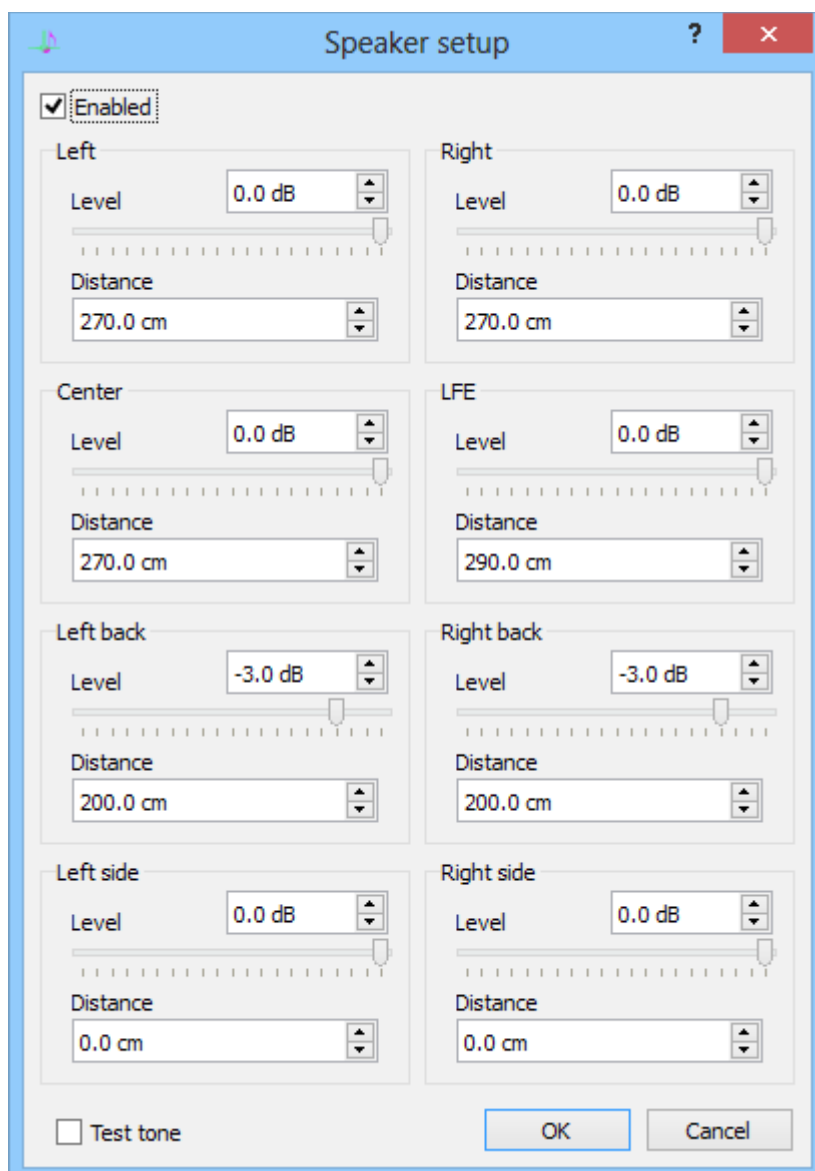 Speaker setup
?
Enabled
Left
Level 0.0 dB
Distance
270.0 cm
Right
Level 0.0 dB
Distance
270.0 cm
Center
Level 0.0 dB
Distance
270.0 cm
LFE
Level 0.0 dB
Distance
290.0 cm
Left back
Level -3.0 dB
Distance
200.0 cm
Right back
Level -3.0 dB
Distance
200.0 cm
Left side
Level 0.0 dB
Distance
0.0 cm
Right side
Level 0.0 dB
Distance
0.0 cm
Test tone
OK
Cancel